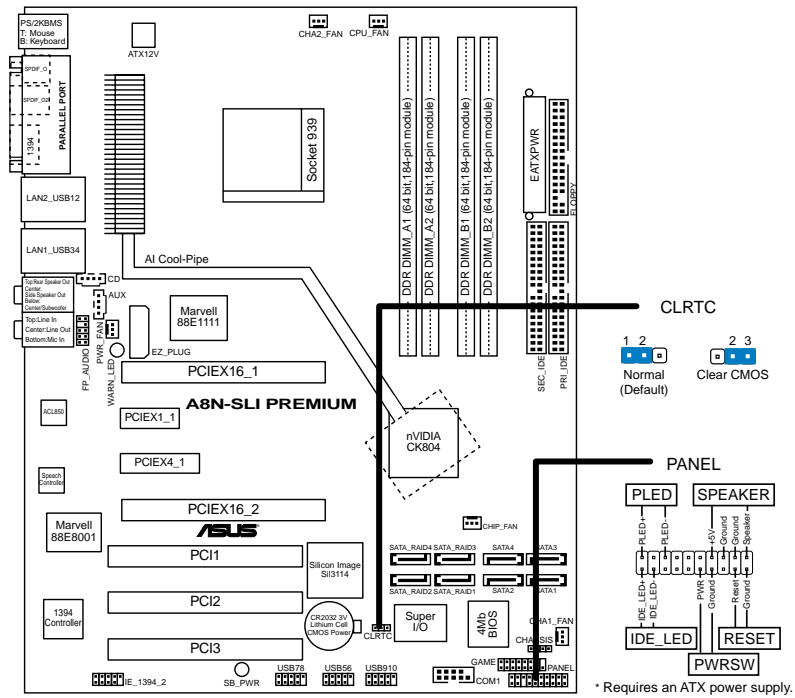 PS/2KBMS
T: Mouse
B: Keyboard
SPDIF_O
SPDIF_O2
1394
PARALLEL PORT
LAN2_USB12
LAN1_USB34
Top:Rear Speaker Out
Center:
Side Speaker Out
Below:
Center/Subwoofer
Top:Line In
Center:Line Out
Bottom:Mic In
ATX12V
CHA2_FAN
CPU_FAN
Socket 939
DDR DIMM_A1 (64 bit,184-pin module)
DDR DIMM_A2 (64 bit,184-pin module)
DDR DIMM_B1 (64 bit,184-pin module)
DDR DIMM_B2 (64 bit,184-pin module)
EATXPWR
FLOPPY
SEC_IDE
PRI_IDE
AI Cool-Pipe
CD
AUX
PWR_FAN
FP_AUDIO
WARN_LED
EZ_PLUG
Marvell
88E1111
PCIEX16_1
A8N-SLI PREMIUM
ACL850
PCIEX1_1
nVIDIA
CK804
PCIEX4_1
Speech
Controller
PCIEX16_2
ASUS
CHIP_FAN
Marvell
88E8001
PCI1
Silicon Image
Sil3114
SATA_RAID4
SATA_RAID3
SATA4
SATA3
SATA_RAID2
SATA_RAID1
SATA2
SATA1
1394
Controller
PCI2
CR2032 3V
Lithium Cell
CMOS Power
CLRTC
Super
I/O
4Mb
BIOS
CHA1_FAN
CHASSIS
PCI3
IE_1394_2
SB_PWR
USB78
USB56
USB910
GAME
COM1
PANEL
CLRTC
1 2
Normal
(Default)
2 3
Clear CMOS
PANEL
PLED
SPEAKER
PLED+
PLED-
+5V
Ground
Ground
Speaker
IDE_LED+
IDE_LED-
PWR
Ground
Reset
Ground
IDE_LED
RESET
PWRSW
* Requires an ATX power supply.